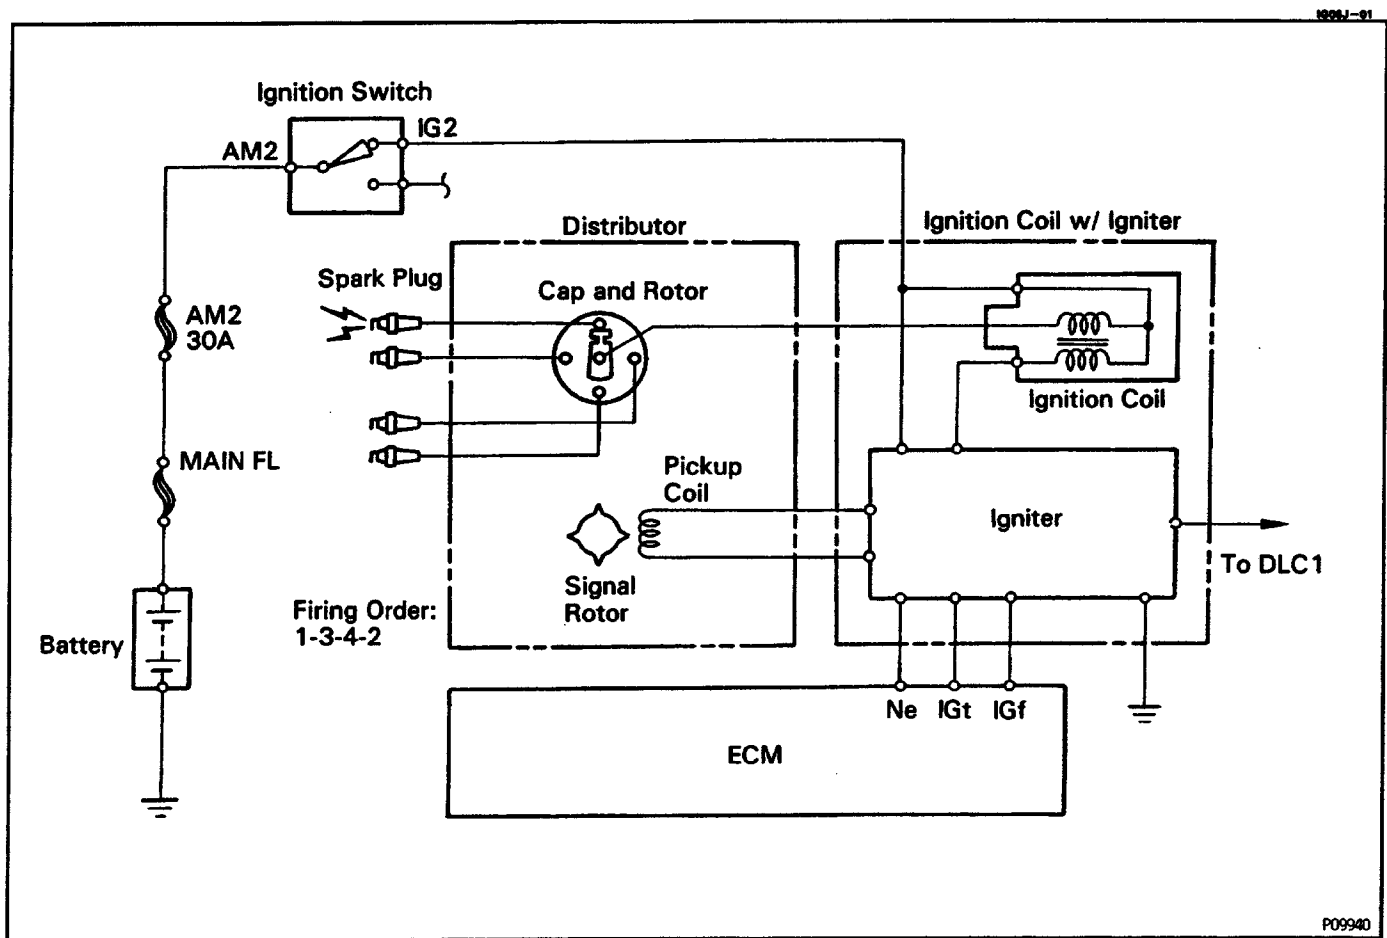 IG08J-01
Ignition Switch
IG2
AM2
Distributor
Ignition Coil w/ Igniter
Spark Plug
Cap and Rotor
AM2
30A
Ignition Coil
MAIN FL
Pickup
Coil
Igniter
To DLC1
Signal
Rotor
Firing Order:
1-3-4-2
Battery
Ne IGt IGf
ECM
P09940